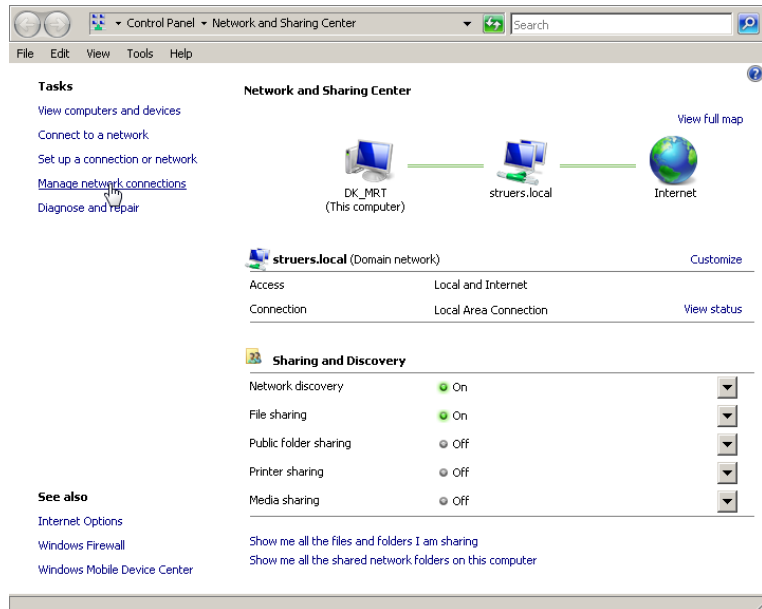 Control Panel Network and Sharing Center Search
File Edit View Tools Help
Tasks
View computers and devices
Connect to a network
Set up a connection or network
Manage network connections
Diagnose and repair
See also
Internet Options
Windows Firewall
Windows Mobile Device Center
Network and Sharing Center
View full map
DK_MRT
(This computer)
struers.local
Internet
struers.local (Domain network) Customize
Access Local and Internet
Connection Local Area Connection View status
Sharing and Discovery
Network discovery On
File sharing On
Public folder sharing Off
Printer sharing Off
Media sharing Off
Show me all the files and folders I am sharing
Show me all the shared network folders on this computer